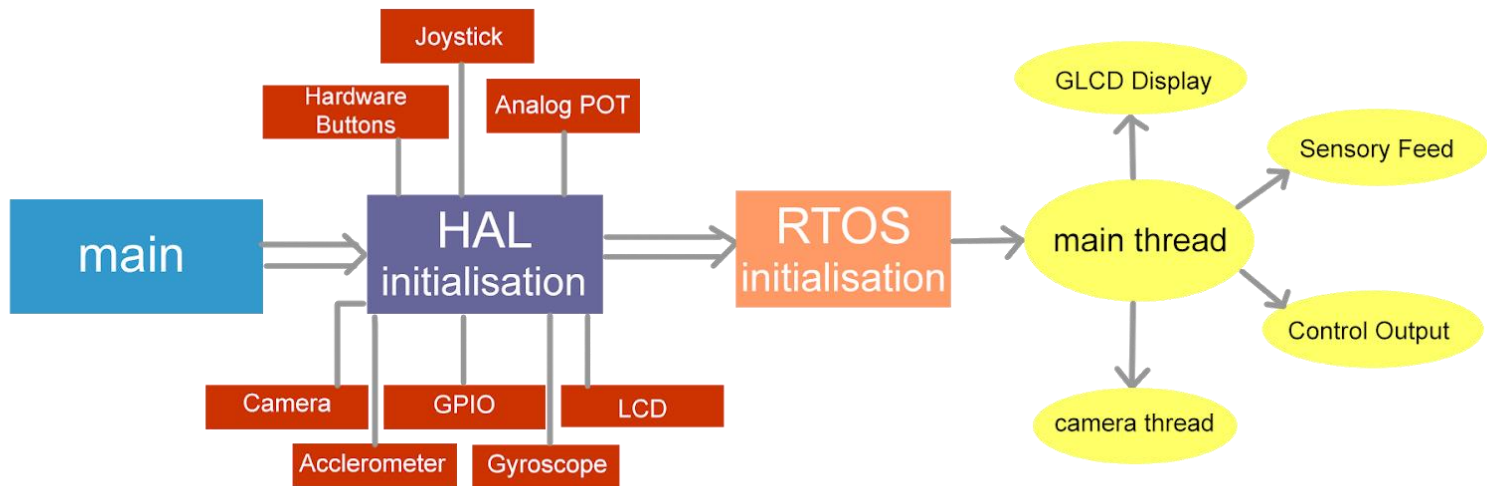 Joystick
Hardware
Buttons
Analog POT
main
HAL
initialisation
Camera
GPIO
LCD
Acclerometer
Gyroscope
RTOS
initialisation
GLCD Display
Sensory Feed
main thread
Control Output
camera thread